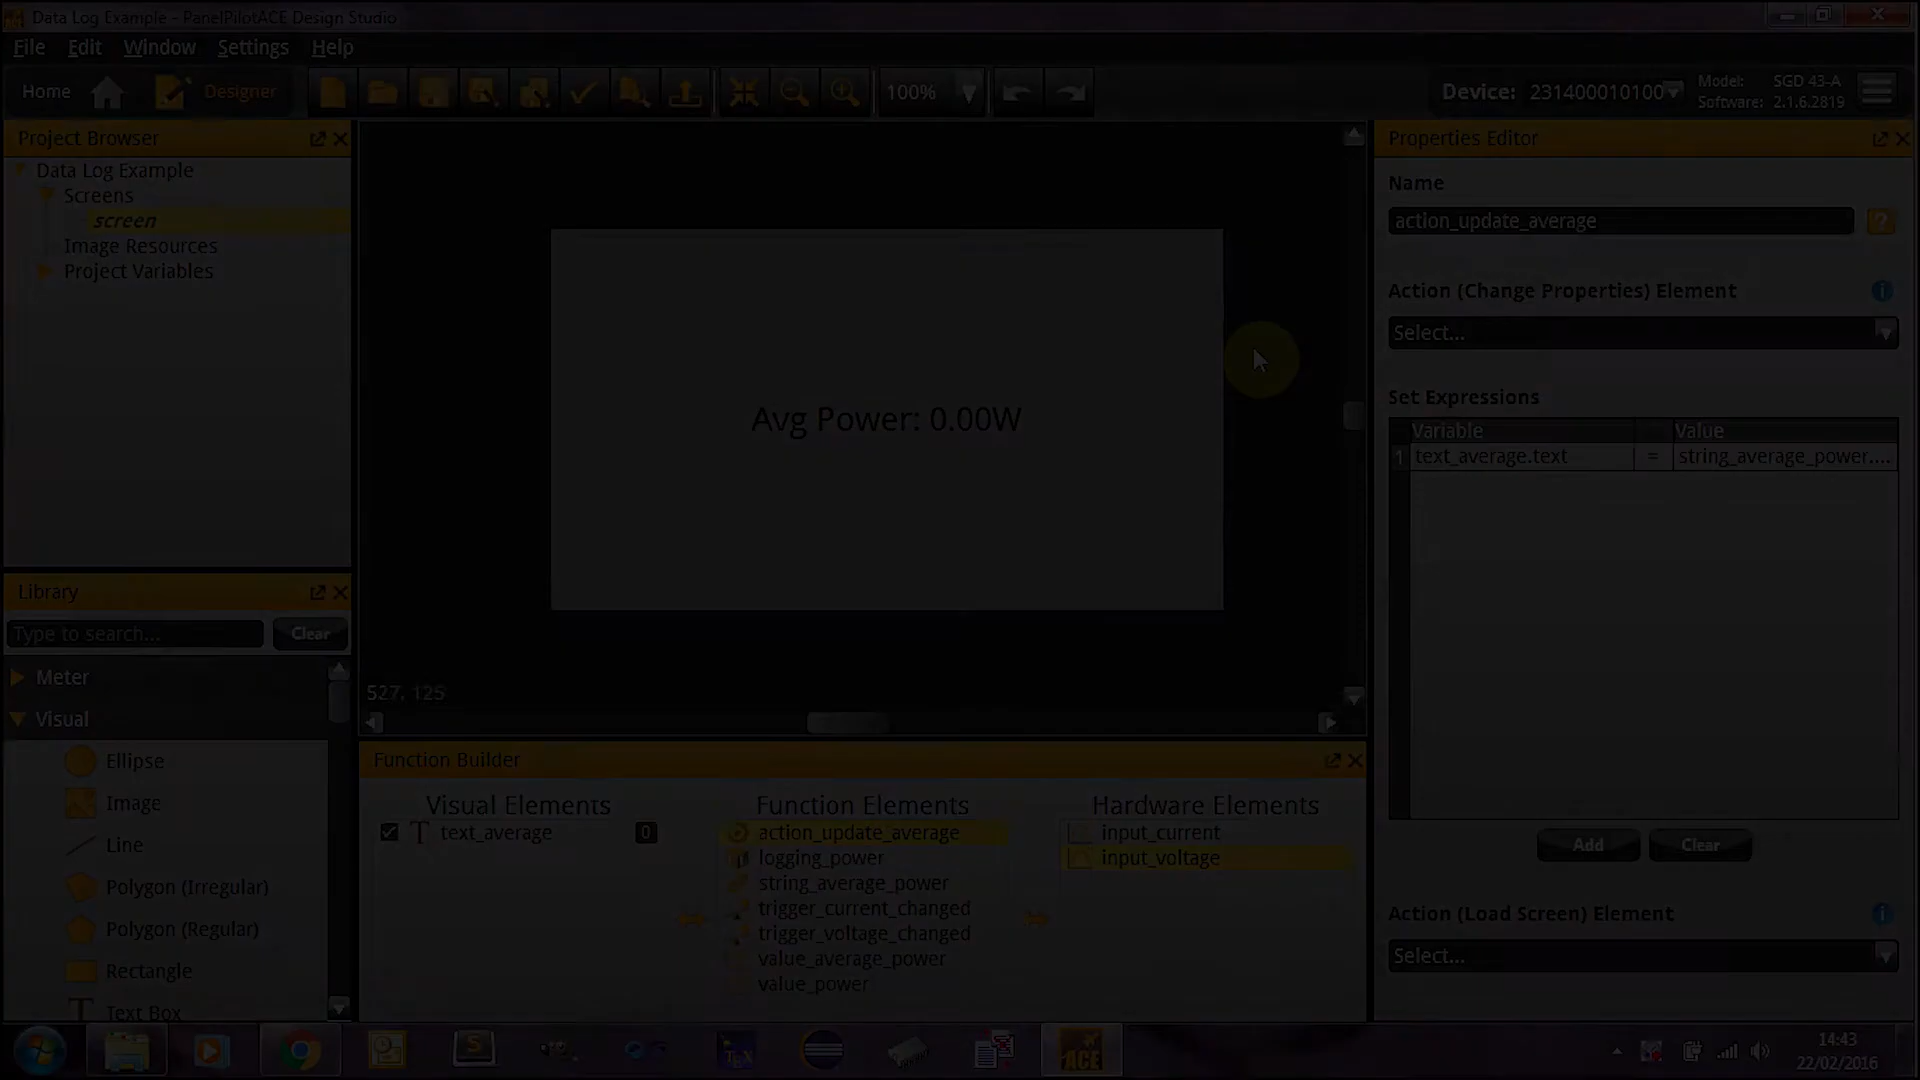 Data Log Example - PanelPilotACE Design Studio
File Edit Window Settings Help
Home Designer 100% Device: 231400010100 Model: SGD 43-A
Software: 2.1.6.2819
Project Browser
Data Log Example
Screens
screen
Image Resources
Project Variables
Library
Type to search... Clear
Meter
Visual
Ellipse
Image
Line
Polygon (Irregular)
Polygon (Regular)
Rectangle
Text Box
Avg Power: 0.00W
527, 125
Function Builder
Visual Elements
text_average 0
Function Elements
action_update_average
logging_power
string_average_power
trigger_current_changed
trigger_voltage_changed
value_average_power
value_power
Hardware Elements
input_current
input_voltage
Properties Editor
Name
action_update_average ?
Action (Change Properties) Element i
Select...
Set Expressions
Variable Value
1 text_average.text = string_average_power....
Add Clear
Action (Load Screen) Element i
Select...
S TeX ACE
14:43
22/02/2016